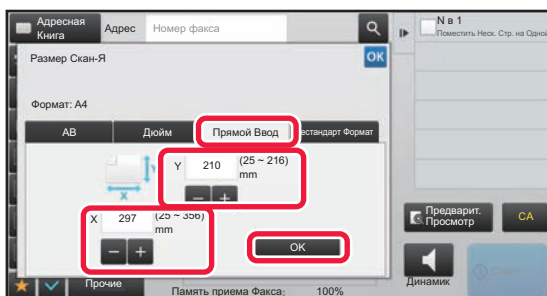 Адресная
Книга
Адрес
Номер факса
N в 1
Поместить Неск. Стр. на Одной
Размер Скан-Я
OK
Формат: A4
AB
Дюйм
Прямой Ввод
естандарт Формат
Y
Y 210 (25 ~ 216)
mm
X
X 297 (25 ~ 356)
mm
OK
Предварит.
Просмотр
CA
Прочие
Память приема Факса: 100%
Динамик
Старт